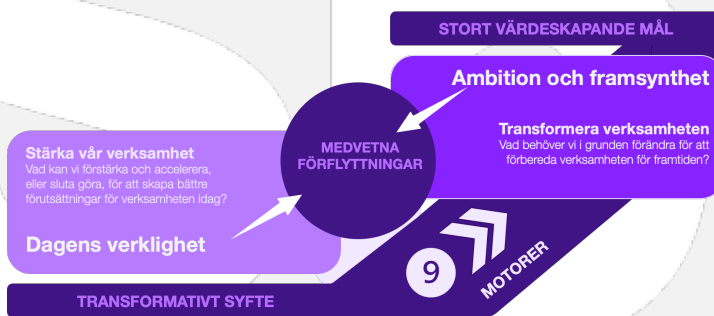 STORT VÄRDESKAPANDE MÅL
Ambition och framsynthet
Transformera verksamheten
Vad behöver vi i grunden förändra för att
förbereda verksamheten för framtiden?
MEDVETNA
FÖRFLYTTNINGAR
Stärka vår verksamhet
Vad kan vi förstärka och accelerera,
eller sluta göra, för att skapa bättre
förutsättningar för verksamheten idag?
Dagens verklighet
9
MOTORER
TRANSFORMATIVT SYFTE